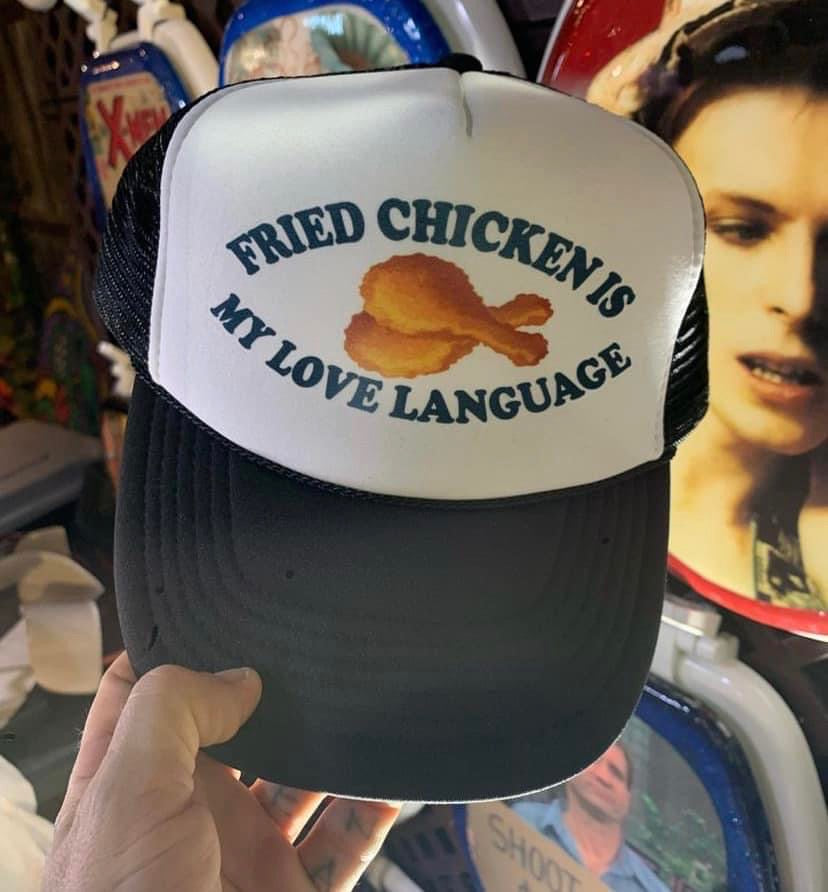 FRIED CHICKEN IS
MY LOVE LANGUAGE
X-MEN
SHOOT